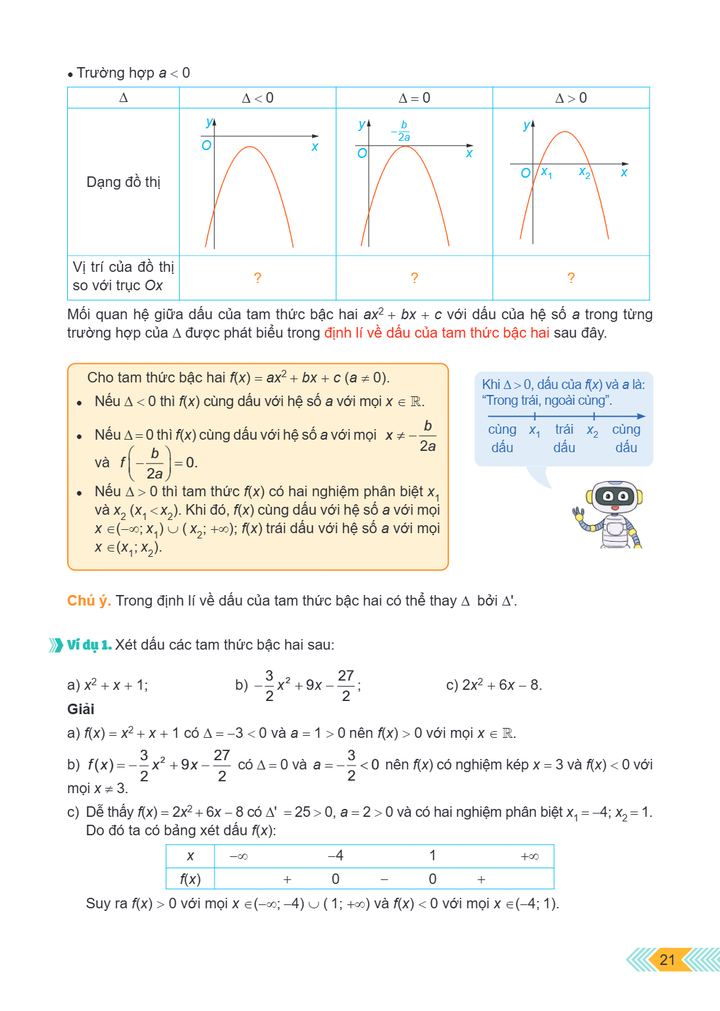 • Trường hợp a < 0
Δ Δ < 0 Δ = 0 Δ > 0
Dạng đồ thị
y O x
y O −b/2a x
y O x₁ x₂ x
Vị trí của đồ thị
so với trục Ox
? ? ?
Mối quan hệ giữa dấu của tam thức bậc hai ax² + bx + c với dấu của hệ số a trong từng
trường hợp của Δ được phát biểu trong định lí về dấu của tam thức bậc hai sau đây.
Cho tam thức bậc hai f(x) = ax² + bx + c (a ≠ 0).
• Nếu Δ < 0 thì f(x) cùng dấu với hệ số a với mọi x ∈ ℝ.
• Nếu Δ = 0 thì f(x) cùng dấu với hệ số a với mọi x ≠ −b/2a
và f(−b/2a) = 0.
• Nếu Δ > 0 thì tam thức f(x) có hai nghiệm phân biệt x₁
và x₂ (x₁ < x₂). Khi đó, f(x) cùng dấu với hệ số a với mọi
x ∈(−∞; x₁) ∪ ( x₂; +∞); f(x) trái dấu với hệ số a với mọi
x ∈(x₁; x₂).
Khi Δ > 0, dấu của f(x) và a là:
“Trong trái, ngoài cùng”.
cùng x₁ trái x₂ cùng
dấu dấu dấu
Chú ý. Trong định lí về dấu của tam thức bậc hai có thể thay Δ bởi Δ'.
Ví dụ 1. Xét dấu các tam thức bậc hai sau:
a) x² + x + 1; b) −3/2 x² + 9x − 27/2; c) 2x² + 6x − 8.
Giải
a) f(x) = x² + x + 1 có Δ = −3 < 0 và a = 1 > 0 nên f(x) > 0 với mọi x ∈ ℝ.
b) f(x) = −3/2 x² + 9x − 27/2 có Δ = 0 và a = −3/2 < 0 nên f(x) có nghiệm kép x = 3 và f(x) < 0 với
mọi x ≠ 3.
c) Dễ thấy f(x) = 2x² + 6x − 8 có Δ' = 25 > 0, a = 2 > 0 và có hai nghiệm phân biệt x₁ = −4; x₂ = 1.
Do đó ta có bảng xét dấu f(x):
x −∞ −4 1 +∞
f(x) + 0 − 0 +
Suy ra f(x) > 0 với mọi x ∈(−∞; −4) ∪ ( 1; +∞) và f(x) < 0 với mọi x ∈(−4; 1).
21